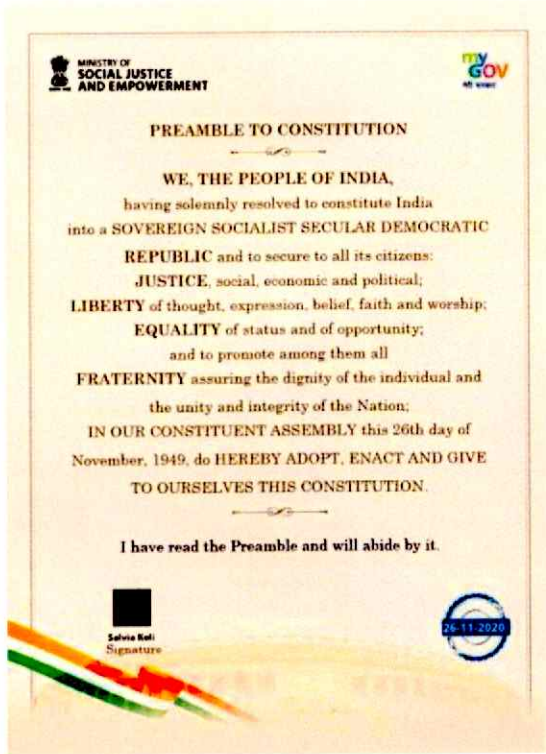 MINISTRY OF
SOCIAL JUSTICE
AND EMPOWERMENT
my
GOV
मेरी सरकार
PREAMBLE TO CONSTITUTION
WE, THE PEOPLE OF INDIA,
having solemnly resolved to constitute India
into a SOVEREIGN SOCIALIST SECULAR DEMOCRATIC
REPUBLIC and to secure to all its citizens:
JUSTICE, social, economic and political;
LIBERTY of thought, expression, belief, faith and worship;
EQUALITY of status and of opportunity;
and to promote among them all
FRATERNITY assuring the dignity of the individual and
the unity and integrity of the Nation;
IN OUR CONSTITUENT ASSEMBLY this 26th day of
November, 1949, do HEREBY ADOPT, ENACT AND GIVE
TO OURSELVES THIS CONSTITUTION.
I have read the Preamble and will abide by it.
Salvia Koli
Signature
26-11-2020